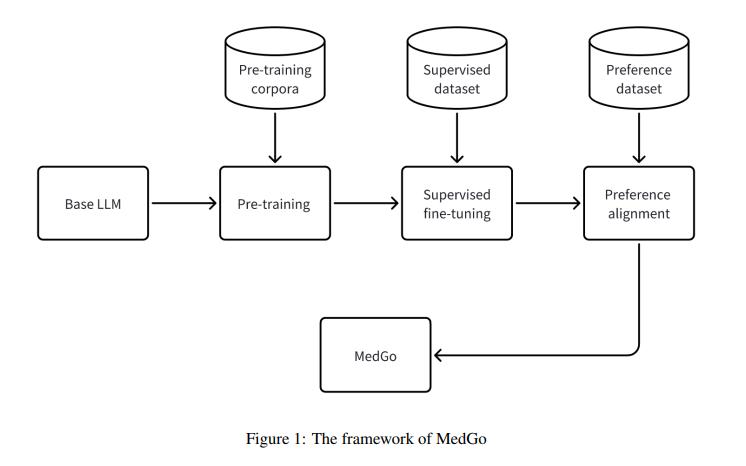 Pre-training
corpora
Supervised
dataset
Preference
dataset
Base LLM
Pre-training
Supervised
fine-tuning
Preference
alignment
MedGo
Figure 1: The framework of MedGo